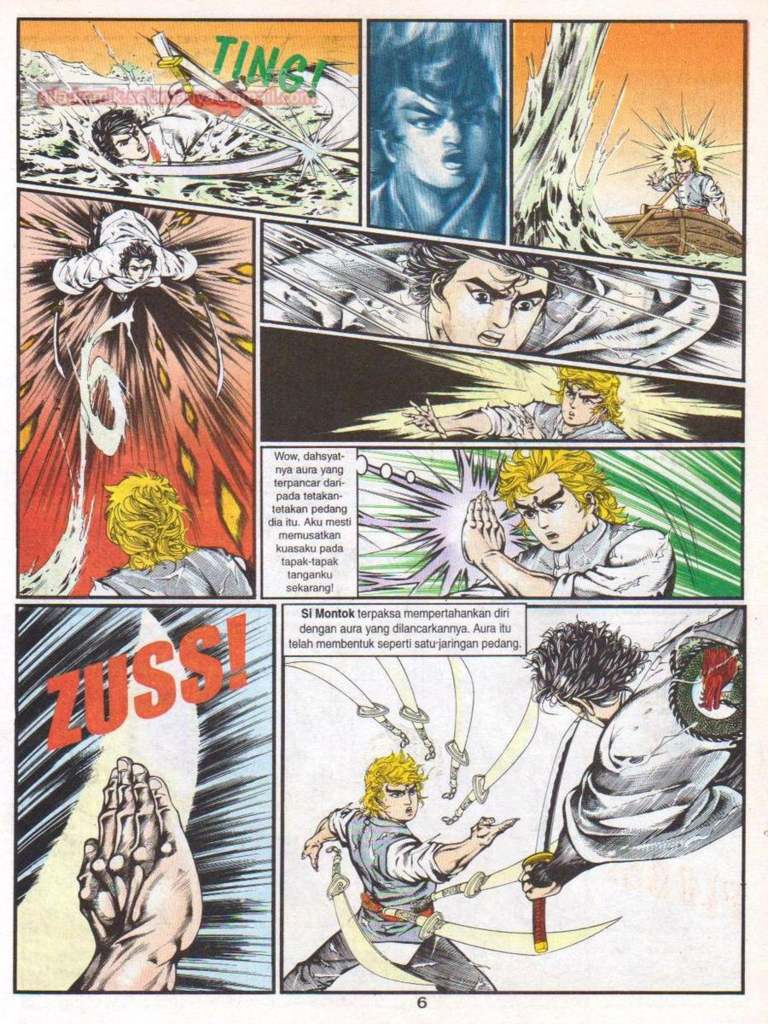 TING!
Wow, dahsyat-
nya aura yang
terpancar dari-
pada tetakan-
tetakan pedang
dia itu. Aku mesti
memusatkan
kuasaku pada
tapak-tapak
tanganku
sekarang!
ZUSS!
Si Montok terpaksa mempertahankan diri
dengan aura yang dilancarkannya. Aura itu
telah membentuk seperti satu jaringan pedang.
6